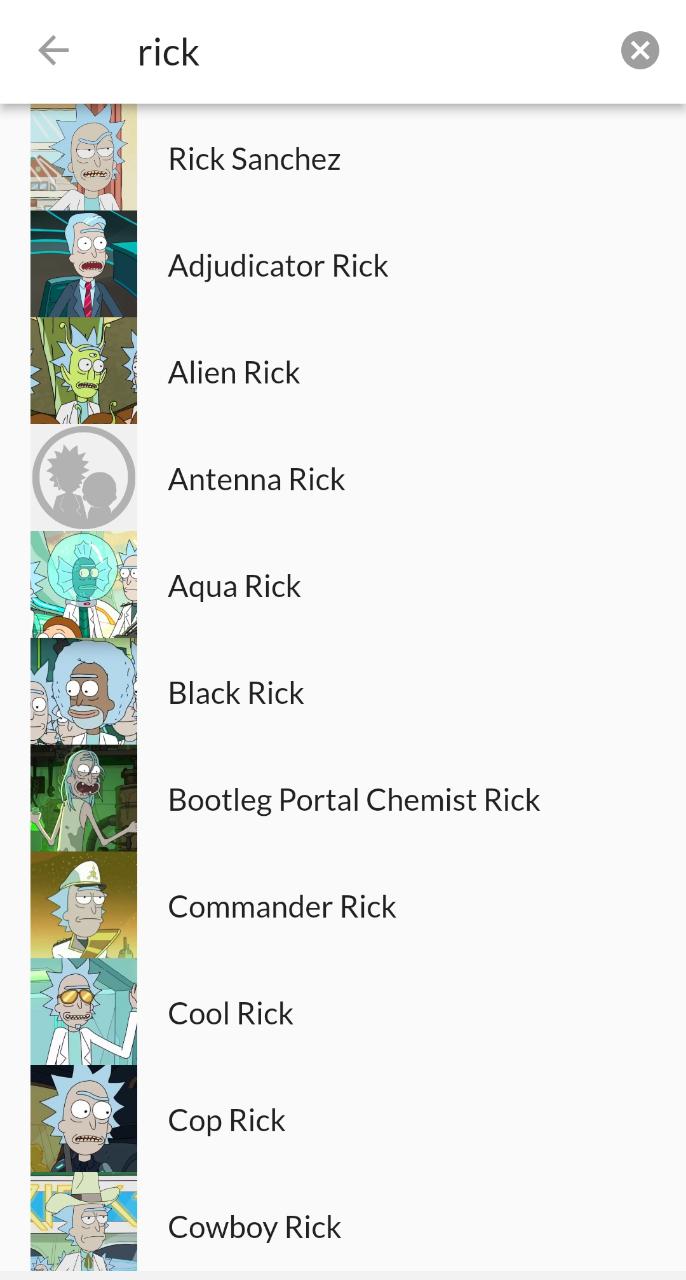 rick
Rick Sanchez
Adjudicator Rick
Alien Rick
Antenna Rick
Aqua Rick
Black Rick
Bootleg Portal Chemist Rick
Commander Rick
Cool Rick
Cop Rick
Cowboy Rick